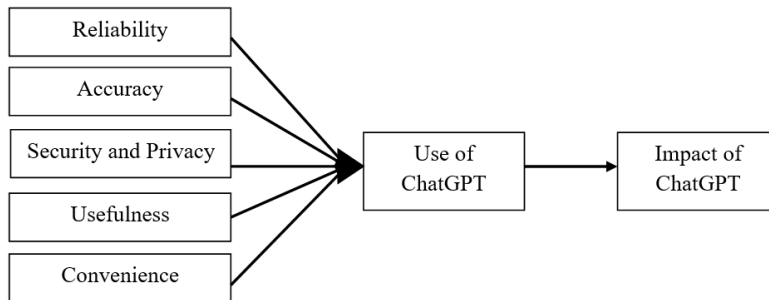 Reliability
Accuracy
Security and Privacy
Usefulness
Convenience
Use of
ChatGPT
Impact of
ChatGPT